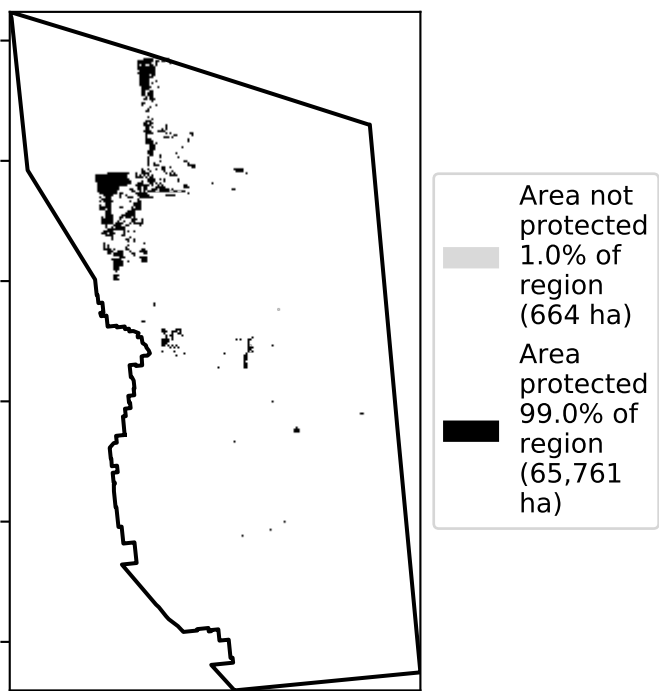 Area not
protected
1.0% of
region
(664 ha)
Area
protected
99.0% of
region
(65,761
ha)